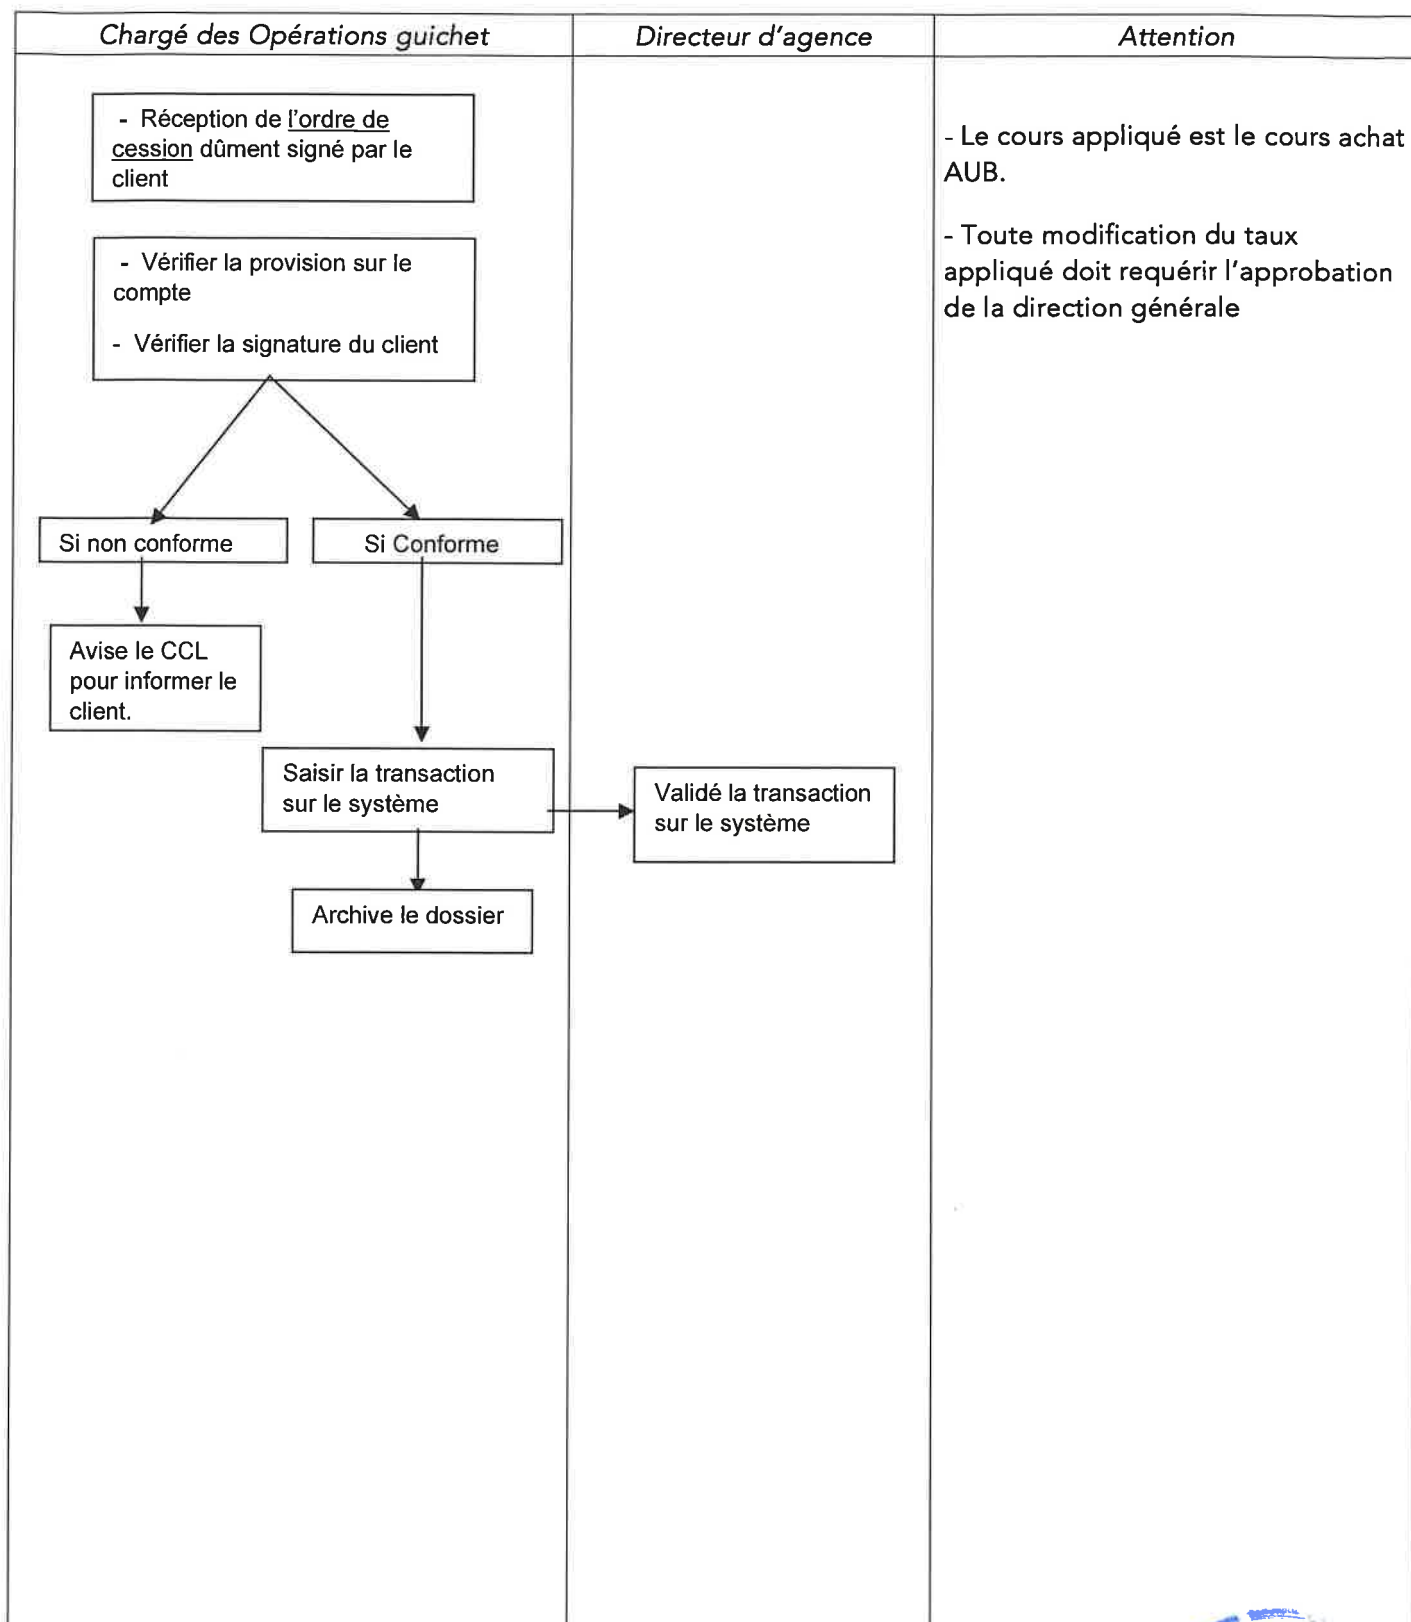 Chargé des Opérations guichet
Directeur d'agence
Attention
- Réception de l'ordre de
cession dûment signé par le
client
- Vérifier la provision sur le
compte
- Vérifier la signature du client
Si non conforme
Si Conforme
Avise le CCL
pour informer le
client.
Saisir la transaction
sur le système
Archive le dossier
Validé la transaction
sur le système
- Le cours appliqué est le cours achat
AUB.
- Toute modification du taux
appliqué doit requérir l'approbation
de la direction générale